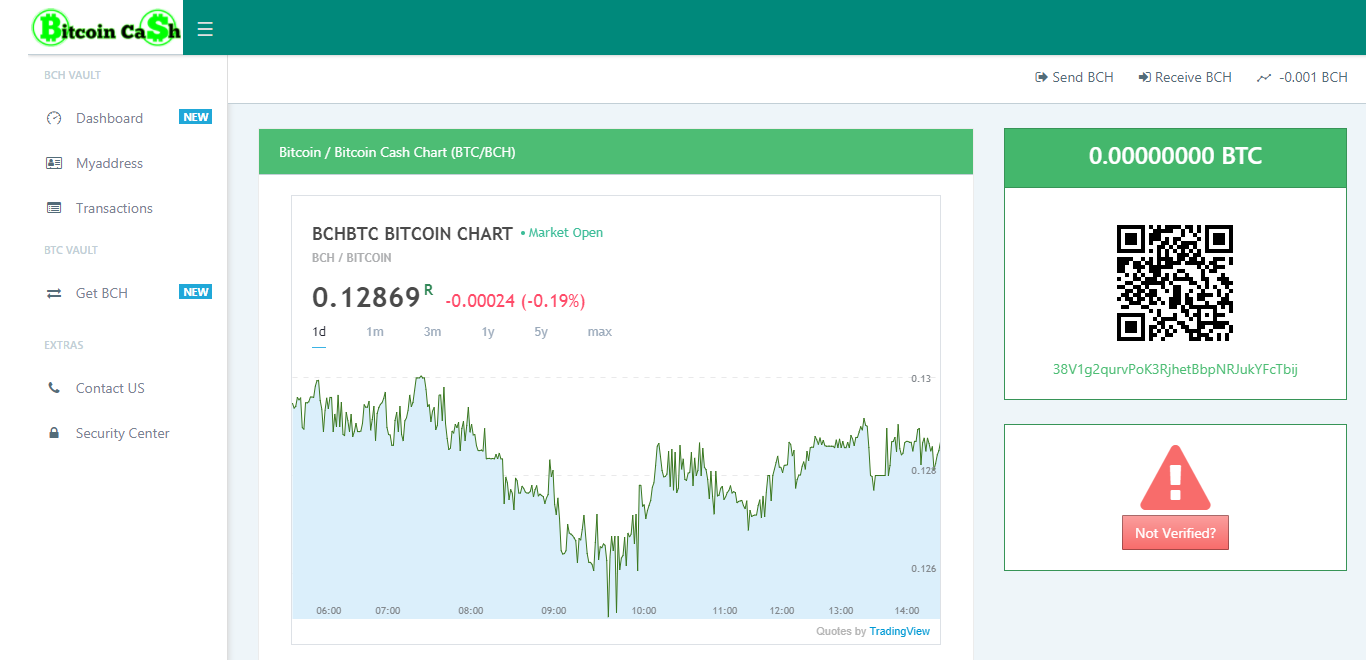 Bitcoin Ca$h
Send BCH Receive BCH -0.001 BCH
BCH VAULT
Dashboard NEW
Myaddress
Transactions
BTC VAULT
Get BCH NEW
EXTRAS
Contact US
Security Center
Bitcoin / Bitcoin Cash Chart (BTC/BCH)
BCHBTC BITCOIN CHART • Market Open
BCH / BITCOIN
0.12869 R -0.00024 (-0.19%)
1d 1m 3m 1y 5y max
0.13
0.128
0.126
06:00 07:00 08:00 09:00 10:00 11:00 12:00 13:00 14:00
Quotes by TradingView
0.00000000 BTC
38V1g2qurvPoK3RjhetBbpNRJukYFcTbij
Not Verified?